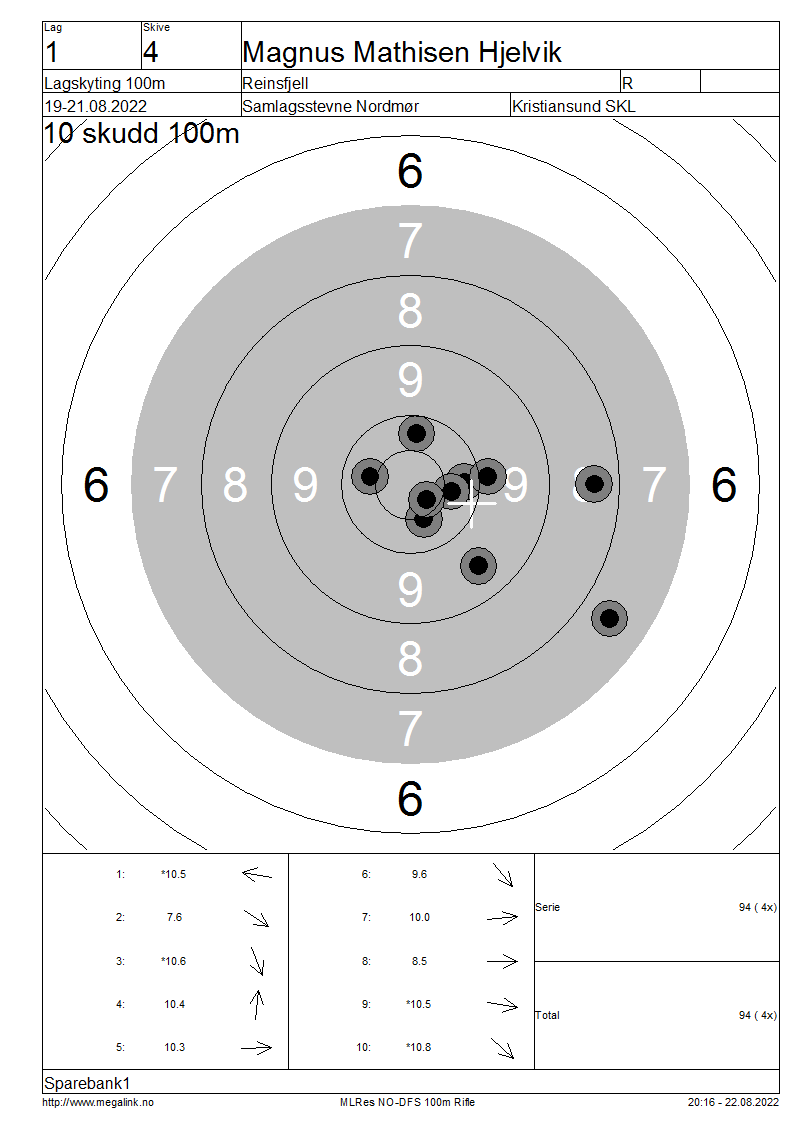 Lag Skive
1 4 Magnus Mathisen Hjelvik
Lagskyting 100m Reinsfjell R
19-21.08.2022 Samlagsstevne Nordmør Kristiansund SKL
10 skudd 100m
6
7
8
9
6 7 8 9 9 8 7 6
9
8
7
6
1: *10.5 6: 9.6
2: 7.6 7: 10.0
Serie 94 ( 4x)
3: *10.6 8: 8.5
4: 10.4 9: *10.5
Total 94 ( 4x)
5: 10.3 10: *10.8
Sparebank1
http://www.megalink.no MLRes NO-DFS 100m Rifle 20:16 - 22.08.2022